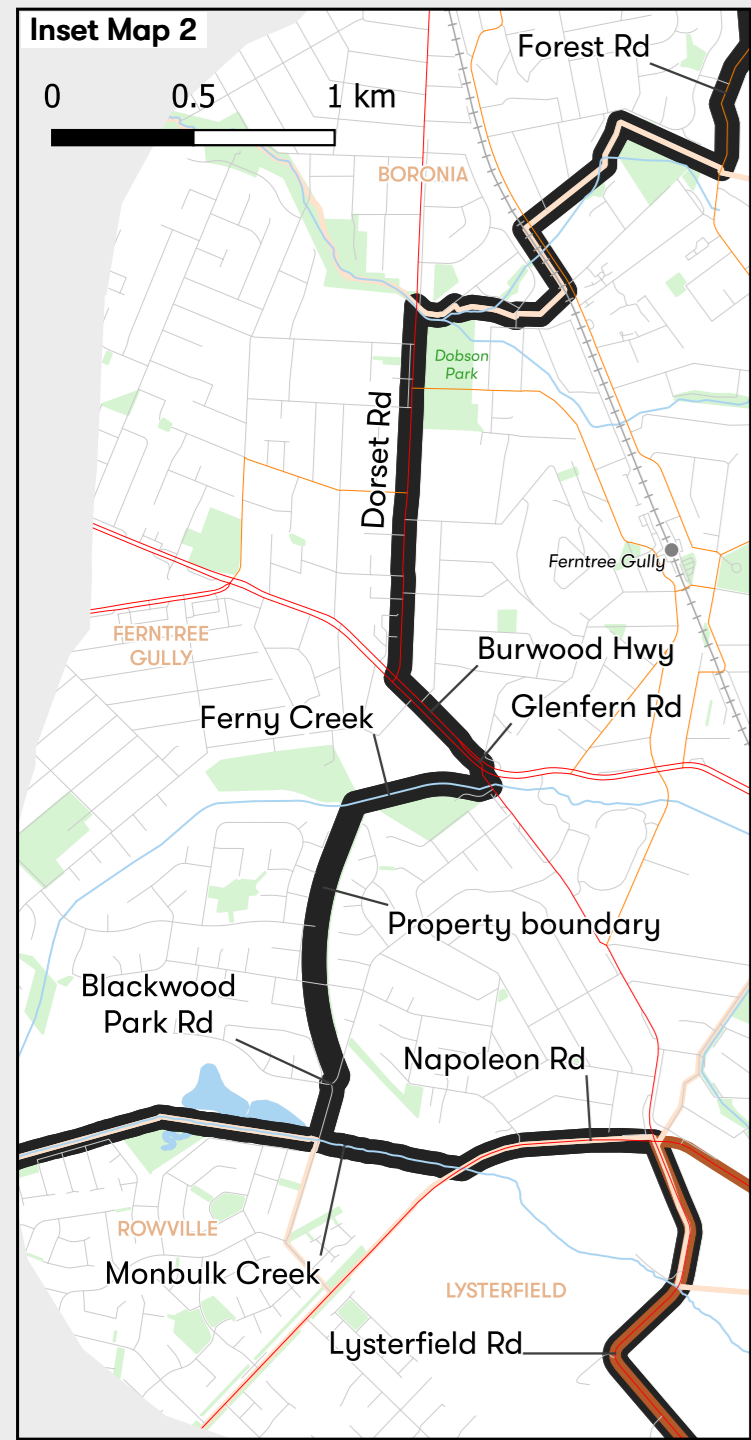 Inset Map 2
Forest Rd
0 0.5 1 km
BORONIA
Dobson
Park
Dorset Rd
Ferntree Gully
FERNTREE
GULLY
Burwood Hwy
Glenfern Rd
Ferny Creek
Property boundary
Blackwood
Park Rd
Napoleon Rd
ROWVILLE
Monbulk Creek
LYSTERFIELD
Lysterfield Rd